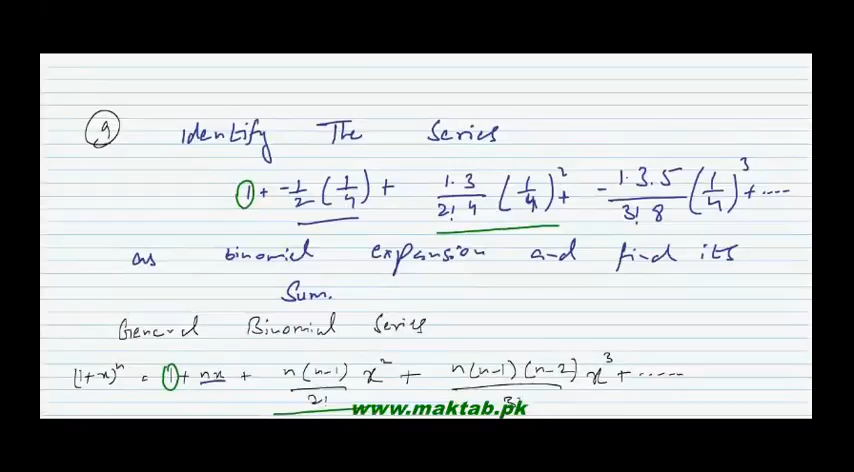 9 Identify The Series
1 + -1/2 (1/4) + 1.3/2! 4 (1/4)^2 + -1.3.5/3! 8 (1/4)^3 + ....
as binomial expansion and find its
Sum.
General Binomial Series
(1+x)^n = 1 + nx + n(n-1)/2! x^2 + n(n-1)(n-2)/3! x^3 + .....
www.maktab.pk